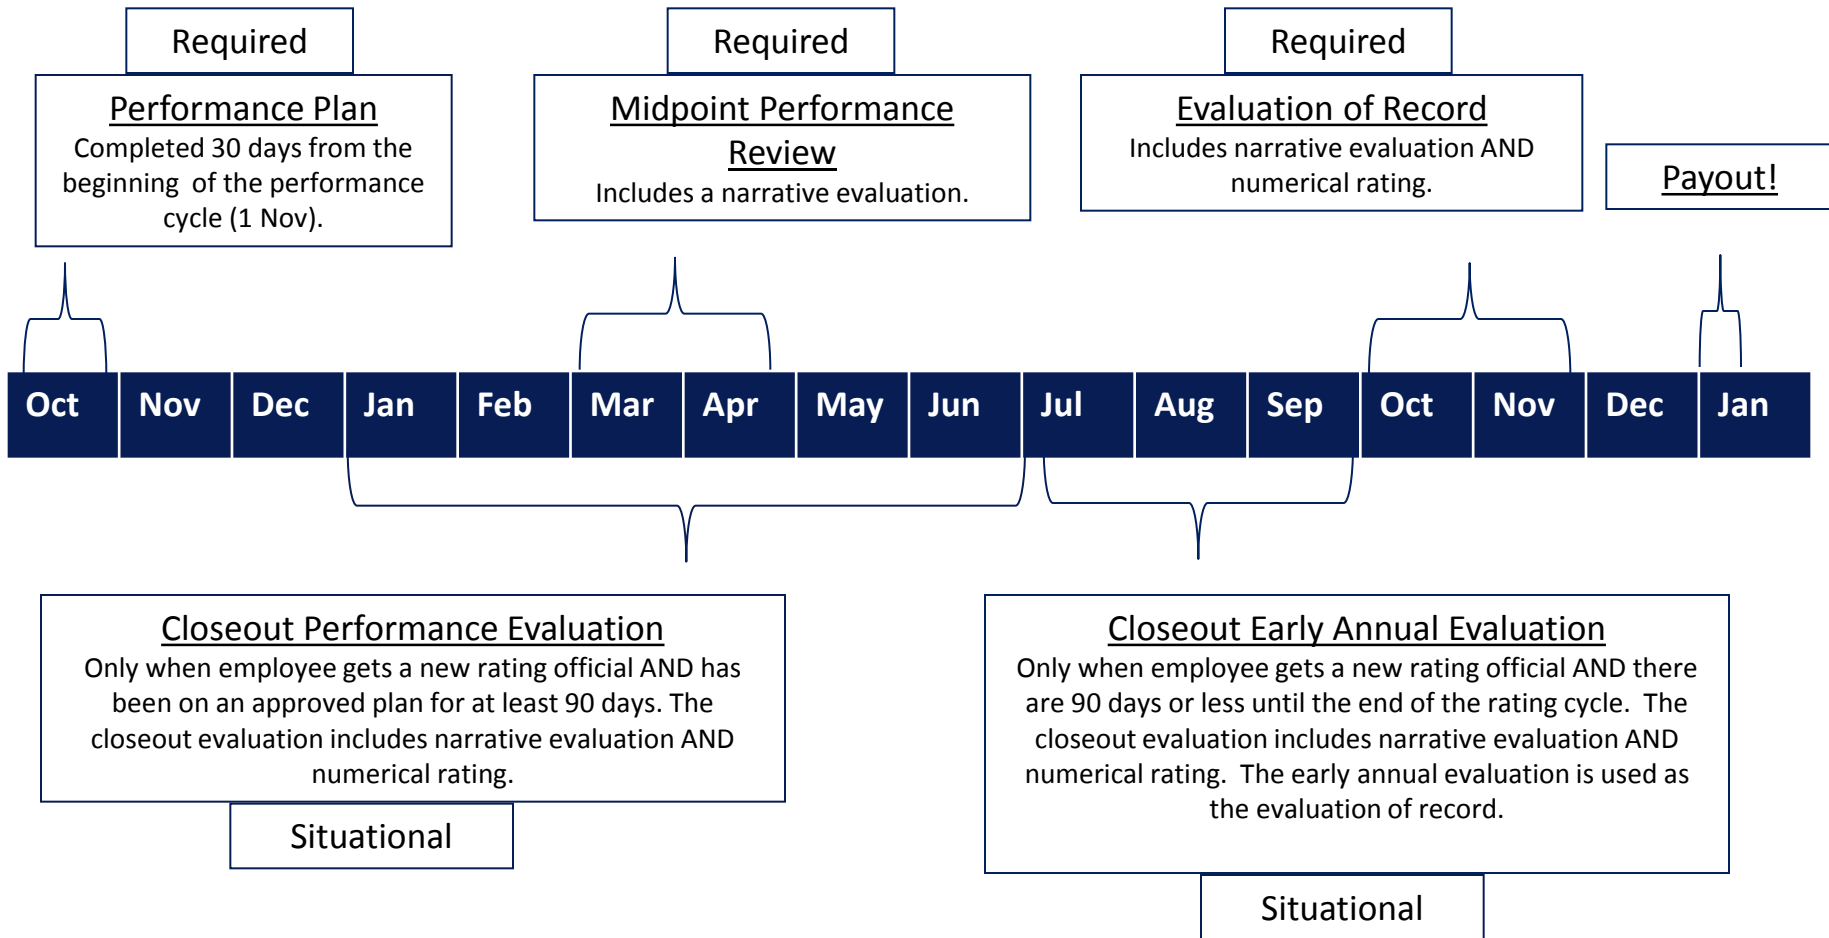 Required
Performance Plan
Completed 30 days from the
beginning of the performance
cycle (1 Nov).
Required
Midpoint Performance
Review
Includes a narrative evaluation.
Required
Evaluation of Record
Includes narrative evaluation AND
numerical rating.
Payout!
Oct Nov Dec Jan Feb Mar Apr May Jun Jul Aug Sep Oct Nov Dec Jan
Closeout Performance Evaluation
Only when employee gets a new rating official AND has
been on an approved plan for at least 90 days. The
closeout evaluation includes narrative evaluation AND
numerical rating.
Situational
Closeout Early Annual Evaluation
Only when employee gets a new rating official AND there
are 90 days or less until the end of the rating cycle. The
closeout evaluation includes narrative evaluation AND
numerical rating. The early annual evaluation is used as
the evaluation of record.
Situational